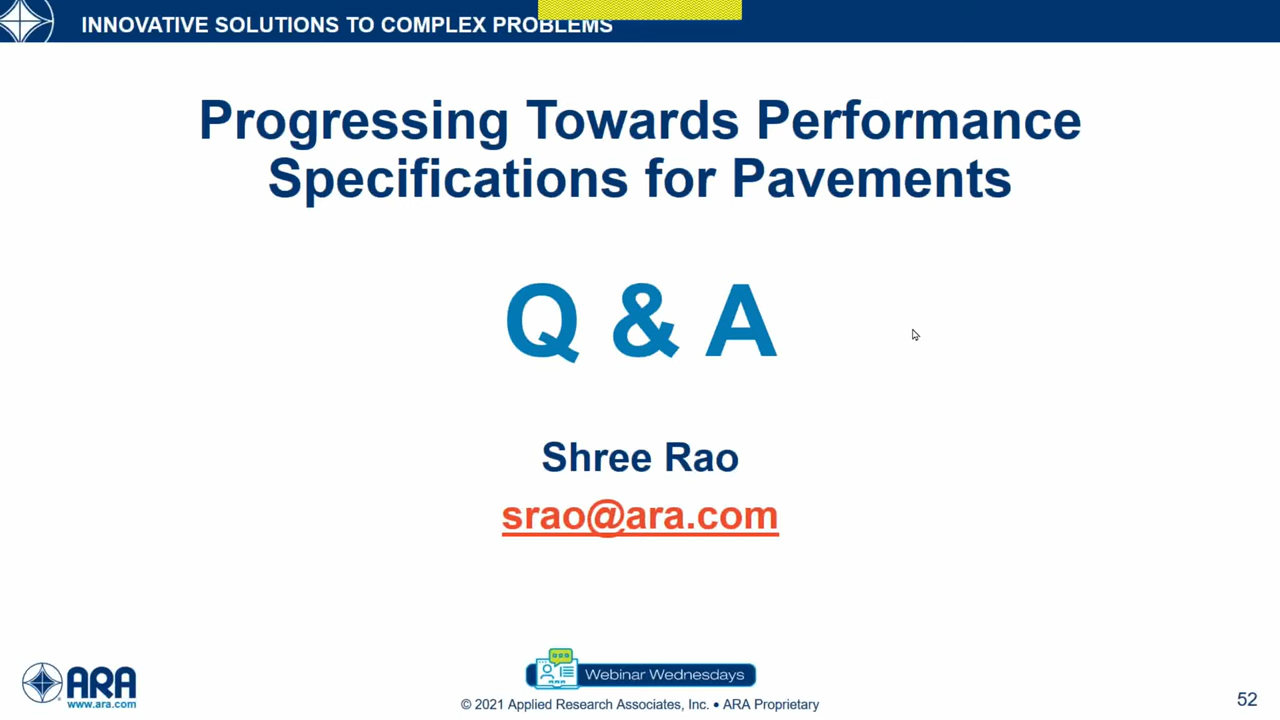 INNOVATIVE SOLUTIONS TO COMPLEX PROBLEMS
Progressing Towards Performance
Specifications for Pavements
Q & A
Shree Rao
srao@ara.com
ARA
www.ara.com
Webinar Wednesdays
© 2021 Applied Research Associates, Inc. • ARA Proprietary
52